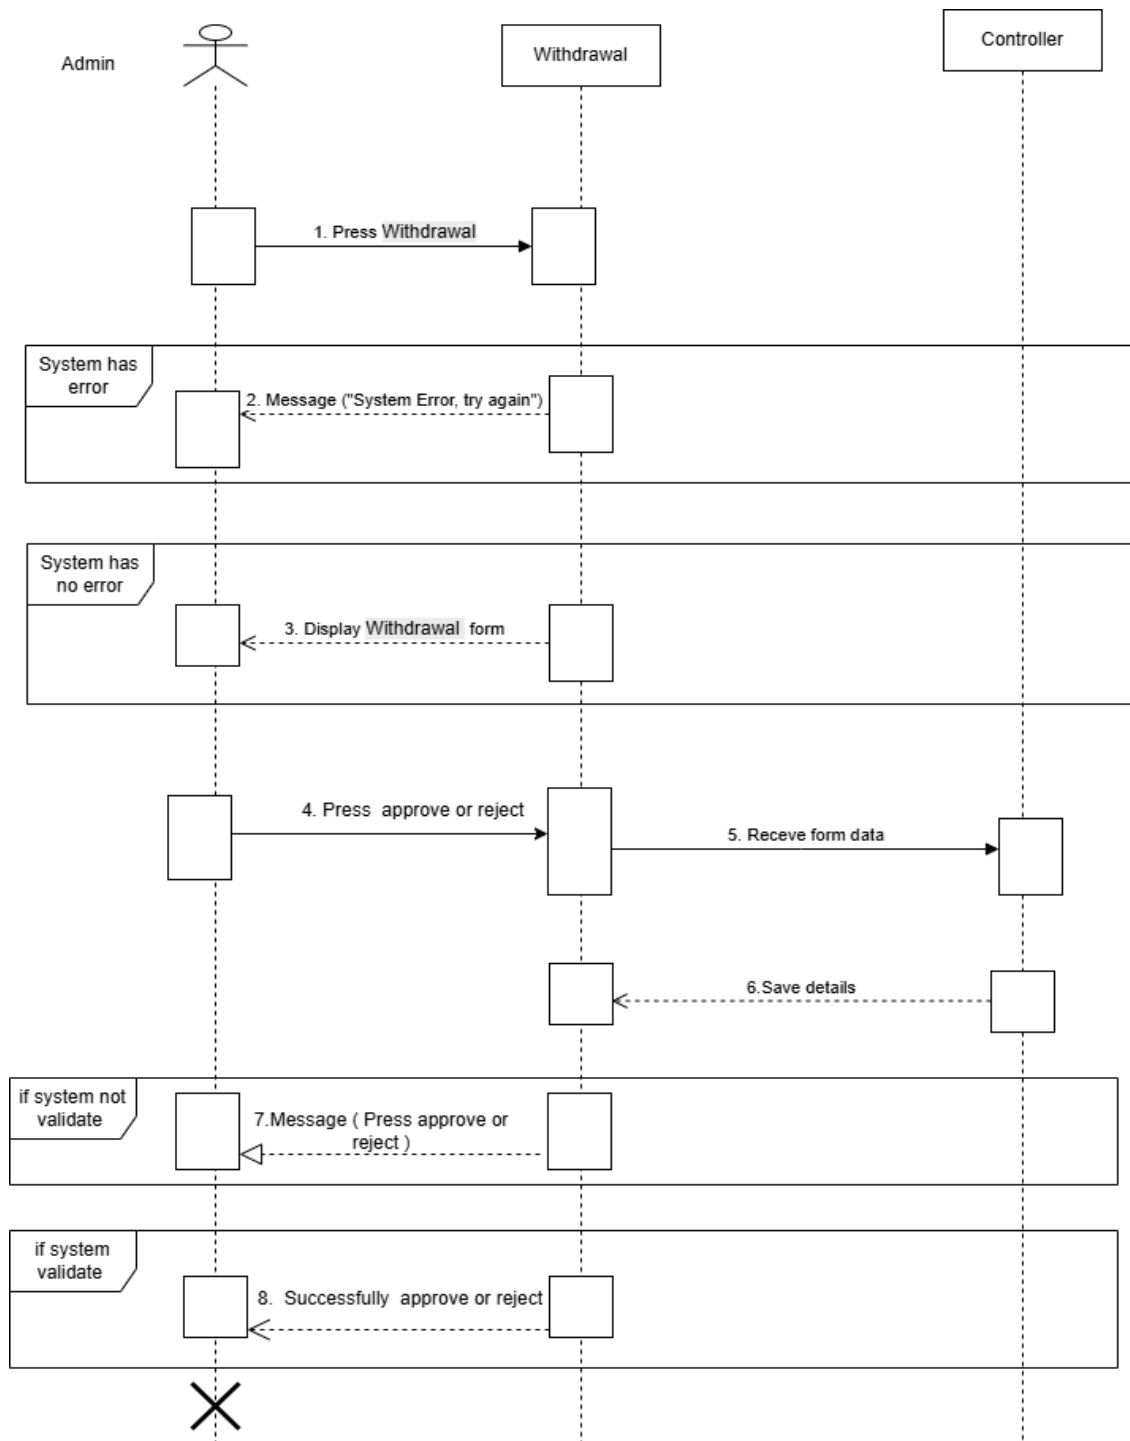 Admin
Withdrawal
Controller
1. Press Withdrawal
System has
error
2. Message ("System Error, try again")
System has
no error
3. Display Withdrawal form
4. Press approve or reject
5. Receve form data
6.Save details
if system not
validate
7.Message ( Press approve or
reject )
if system
validate
8. Successfully approve or reject